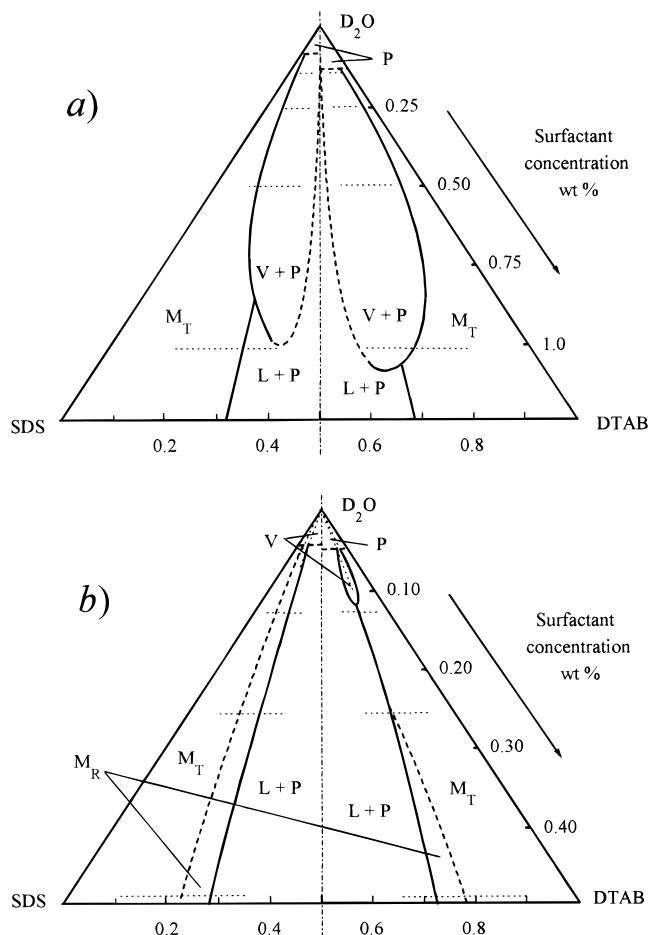 a)
D2O
P
0.25
Surfactant
concentration
wt %
0.50
0.75
V + P
V + P
MT
MT
1.0
L + P
L + P
SDS
DTAB
0.2
0.4
0.6
0.8
b)
D2O
V
P
0.10
Surfactant
concentration
wt %
0.20
0.30
MR
MT
L + P
L + P
MT
0.40
SDS
DTAB
0.2
0.4
0.6
0.8